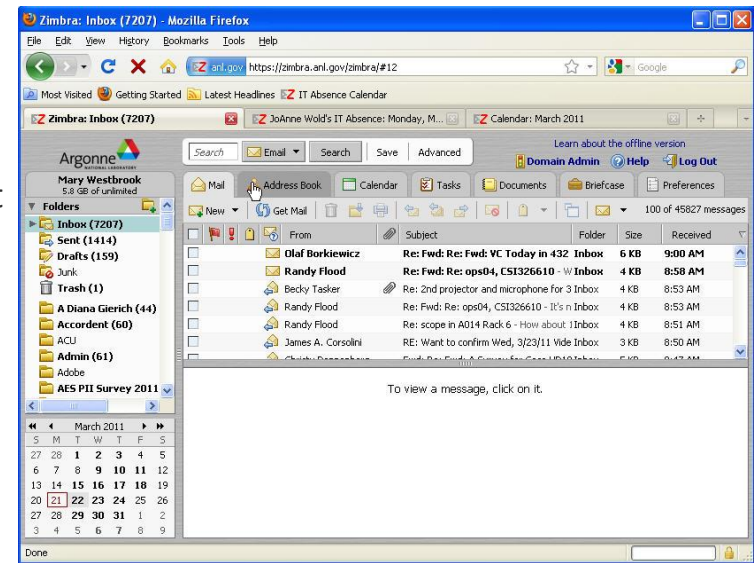 Zimbra: Inbox (7207) - Mozilla Firefox
File Edit View History Bookmarks Tools Help
anl.gov https://zimbra.anl.gov/zimbra/#12 Google
Most Visited Getting Started Latest Headlines IT Absence Calendar
Zimbra: Inbox (7207) JoAnne Wold's IT Absence: Monday, M... Calendar: March 2011
Learn about the offline version
Argonne Search Email Search Save Advanced Domain Admin Help Log Out
NATIONAL LABORATORY
Mary Westbrook
5.8 GB of unlimited
Mail Address Book Calendar Tasks Documents Briefcase Preferences
Folders
New Get Mail 100 of 45827 messages
Inbox (7207)
Sent (1414)
Drafts (159)
Junk
Trash (1)
A Diana Gierich (44)
Accordent (60)
ACU
Admin (61)
Adobe
AES PII Survey 2011
From Subject Folder Size Received
Olaf Borkiewicz Re: Fwd: Re: Fwd: VC Today in 432 Inbox 6 KB 9:00 AM
Randy Flood Re: Fwd: Re: ops04, CSI326610 - W Inbox 4 KB 8:58 AM
Becky Tasker Re: 2nd projector and microphone for 3 Inbox 4 KB 8:53 AM
Randy Flood Re: Fwd: Re: ops04, CSI326610 - It's n Inbox 4 KB 8:53 AM
Randy Flood Re: scope in A014 Rack 6 - How about 1 Inbox 4 KB 8:51 AM
James A. Corsolini RE: Want to confirm Wed, 3/23/11 Vide Inbox 3 KB 8:50 AM
To view a message, click on it.
March 2011
S M T W T F S
27 28 1 2 3 4 5
6 7 8 9 10 11 12
13 14 15 16 17 18 19
20 21 22 23 24 25 26
27 28 29 30 31 1 2
3 4 5 6 7 8 9
Done